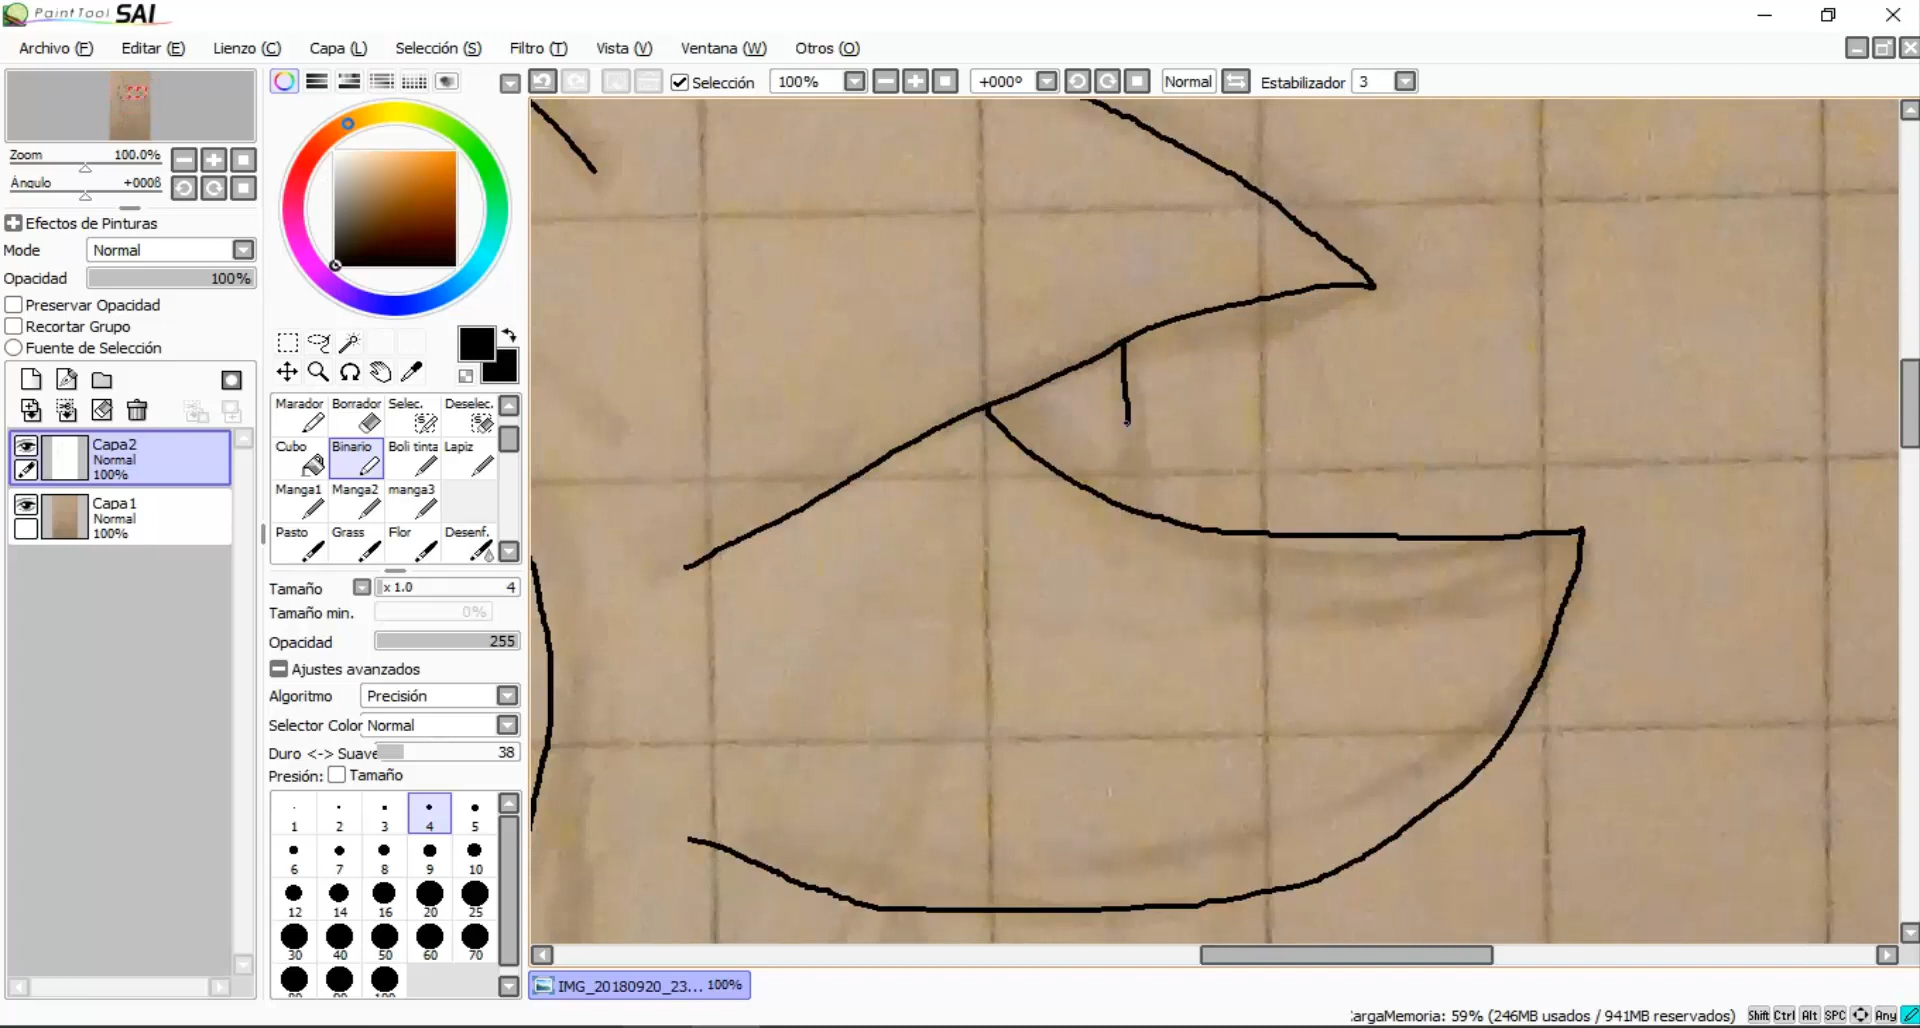 PaintTool SAI
Archivo (F) Editar (E) Lienzo (C) Capa (L) Selección (S) Filtro (T) Vista (V) Ventana (W) Otros (O)
Selección 100% +000º Normal Estabilizador 3
Zoom 100.0%
Ángulo +000ß
Efectos de Pinturas
Mode Normal
Opacidad 100%
Preservar Opacidad
Recortar Grupo
Fuente de Selección
Capa2
Normal
100%
Capa1
Normal
100%
Marador Borrador Selec. Deselec.
Cubo Binario Boli tinta Lapiz
Manga1 Manga2 manga3
Pasto Grass Flor Desenf.
Tamaño x 1.0 4
Tamaño min. 0%
Opacidad 255
Ajustes avanzados
Algoritmo Precisión
Selector Color Normal
Duro <-> Suave 38
Presión: Tamaño
1 2 3 4 5
6 7 8 9 10
12 14 16 20 25
30 40 50 60 70
80 90 100
IMG_20180920_23... 100%
argaMemoria: 59% (246MB usados / 941MB reservados) Shift Ctrl Alt SPC Any